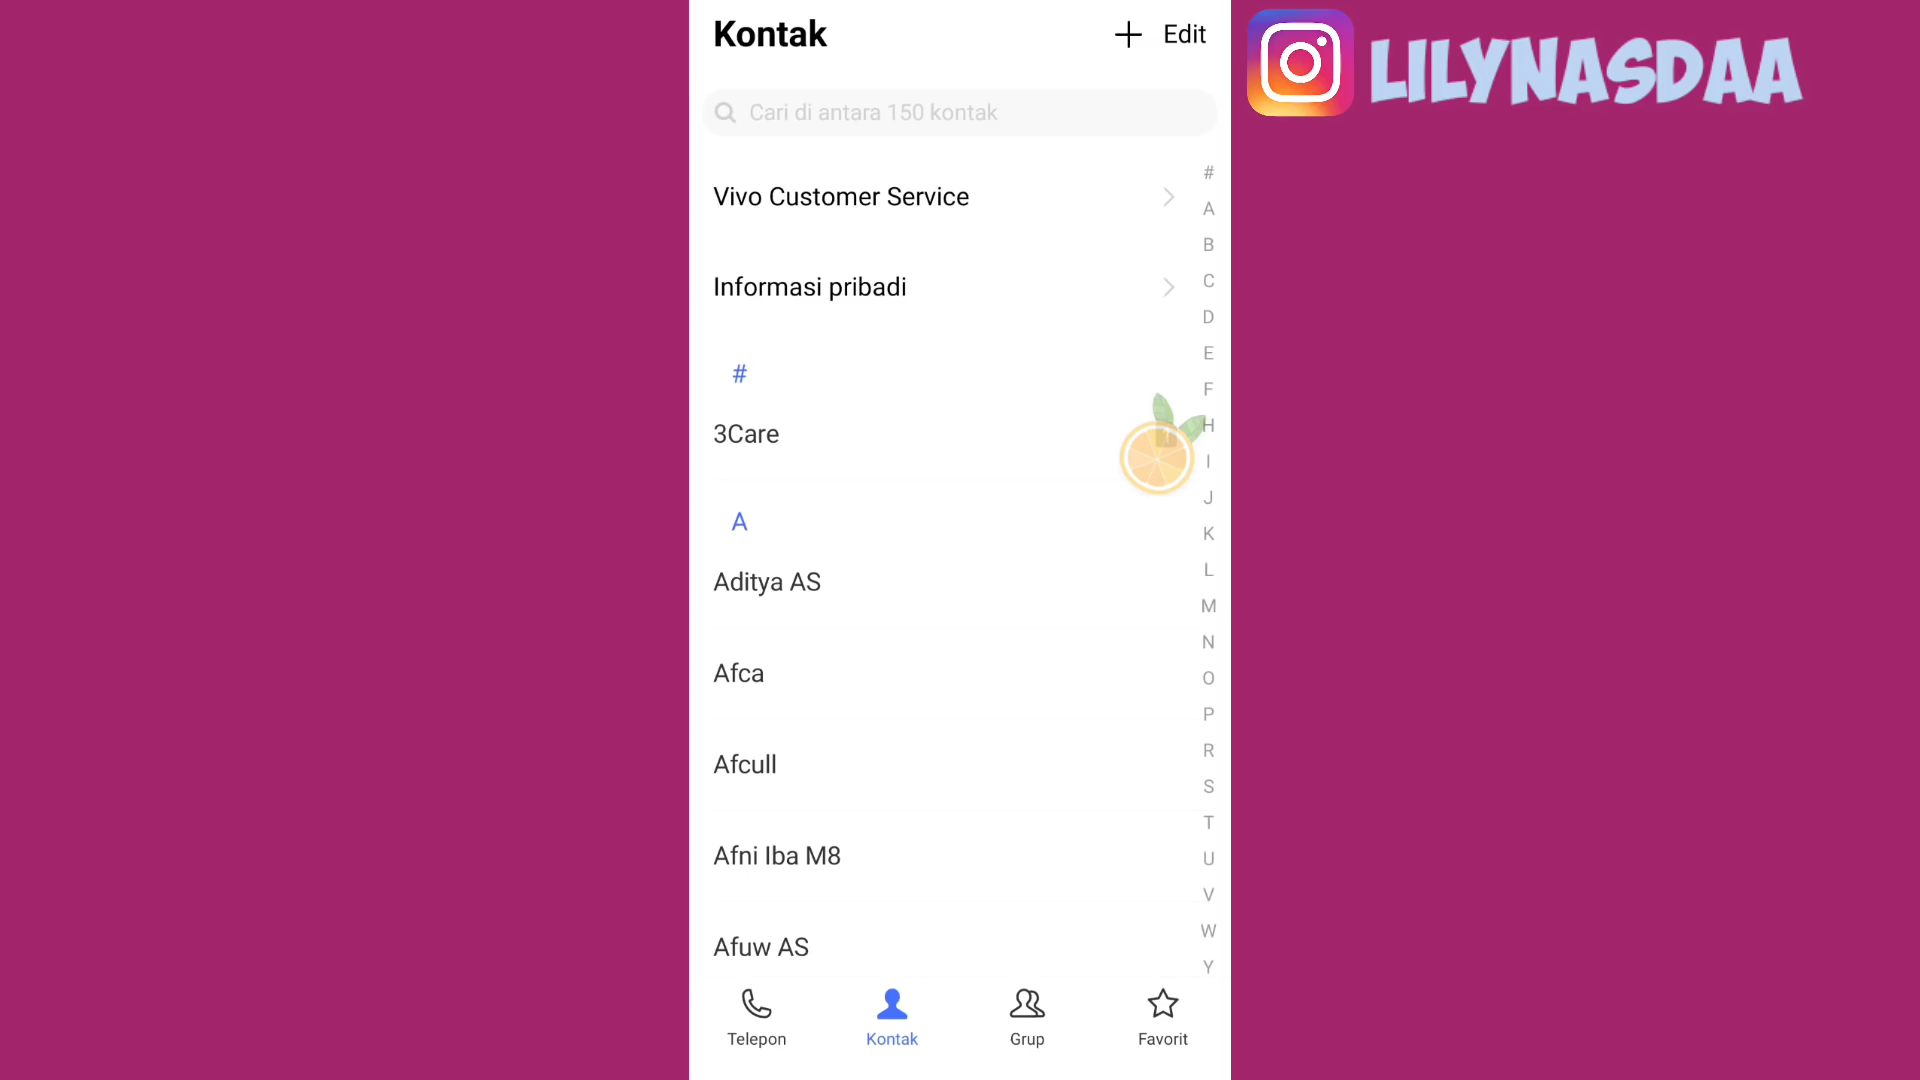 Kontak
Edit
LILYNASDAA
Cari di antara 150 kontak
Vivo Customer Service
Informasi pribadi
#
3Care
A
Aditya AS
Afca
Afcull
Afni Iba M8
Afuw AS
#
A
B
C
D
E
F
H
I
J
K
L
M
N
O
P
R
S
T
U
V
W
Y
Telepon
Kontak
Grup
Favorit